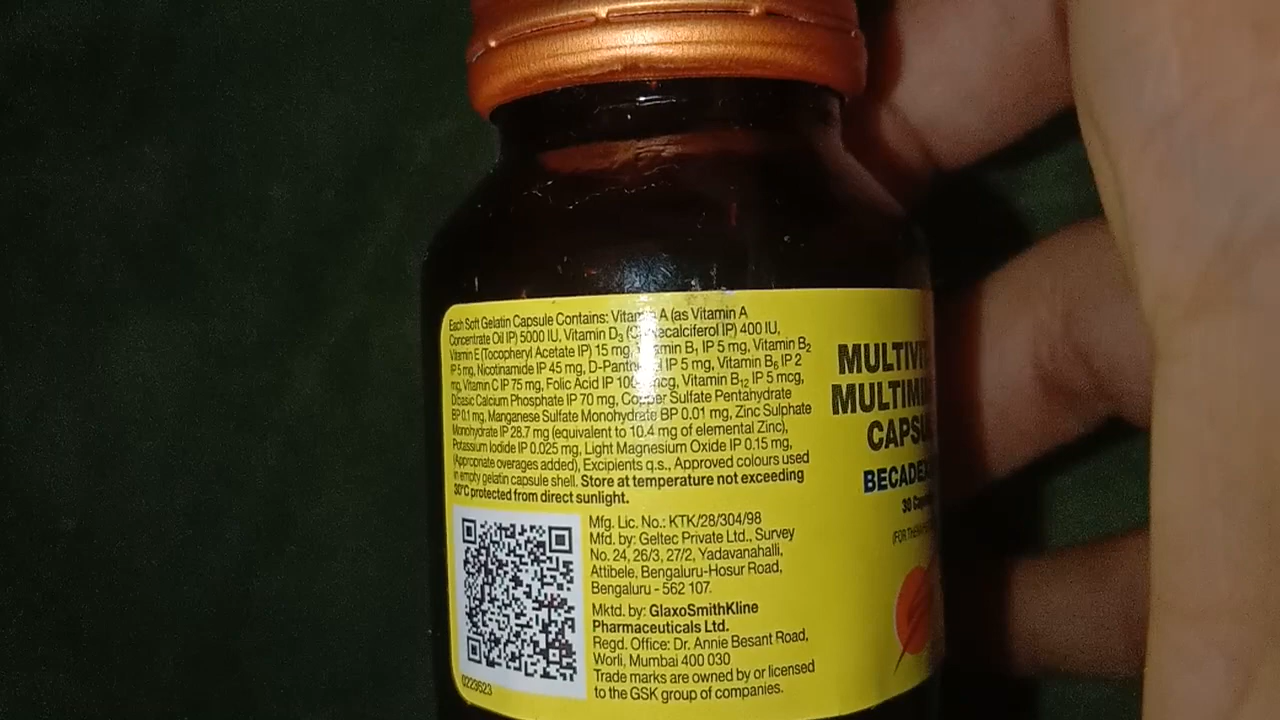 Each Soft Gelatin Capsule Contains: Vitamin A (as Vitamin A
Concentrate Oil IP) 5000 IU, Vitamin D3 (Cholecalciferol IP) 400 IU,
Vitamin E (Tocopheryl Acetate IP) 15 mg, Vitamin B1 IP 5 mg, Vitamin B2
IP 5 mg, Nicotinamide IP 45 mg, D-Panthenol IP 5 mg, Vitamin B6 IP 2
mg, Vitamin C IP 75 mg, Folic Acid IP mcg, Vitamin B12 IP 5 mcg,
Dibasic Calcium Phosphate IP 70 mg, Copper Sulfate Pentahydrate
BP 0.1 mg, Manganese Sulfate Monohydrate BP 0.01 mg, Zinc Sulphate
Monohydrate IP 28.7 mg (equivalent to 10.4 mg of elemental Zinc),
Potassium Iodide IP 0.025 mg, Light Magnesium Oxide IP 0.15 mg,
(Appropriate overages added), Excipients q.s., Approved colours used
in empty gelatin capsule shell. Store at temperature not exceeding
30°C protected from direct sunlight.
Mfg. Lic. No.: KTK/28/304/98
Mfd. by: Geltec Private Ltd., Survey
No. 24, 26/3, 27/2, Yadavanahalli,
Attibele, Bengaluru-Hosur Road,
Bengaluru - 562 107.
Mktd. by: GlaxoSmithKline
Pharmaceuticals Ltd.
Regd. Office: Dr. Annie Besant Road,
Worli, Mumbai 400 030
Trade marks are owned by or licensed
to the GSK group of companies.
0223523
MULTIVIT
MULTIMIN
CAPSU
BECADEX
30 Caps
(FOR THERAP